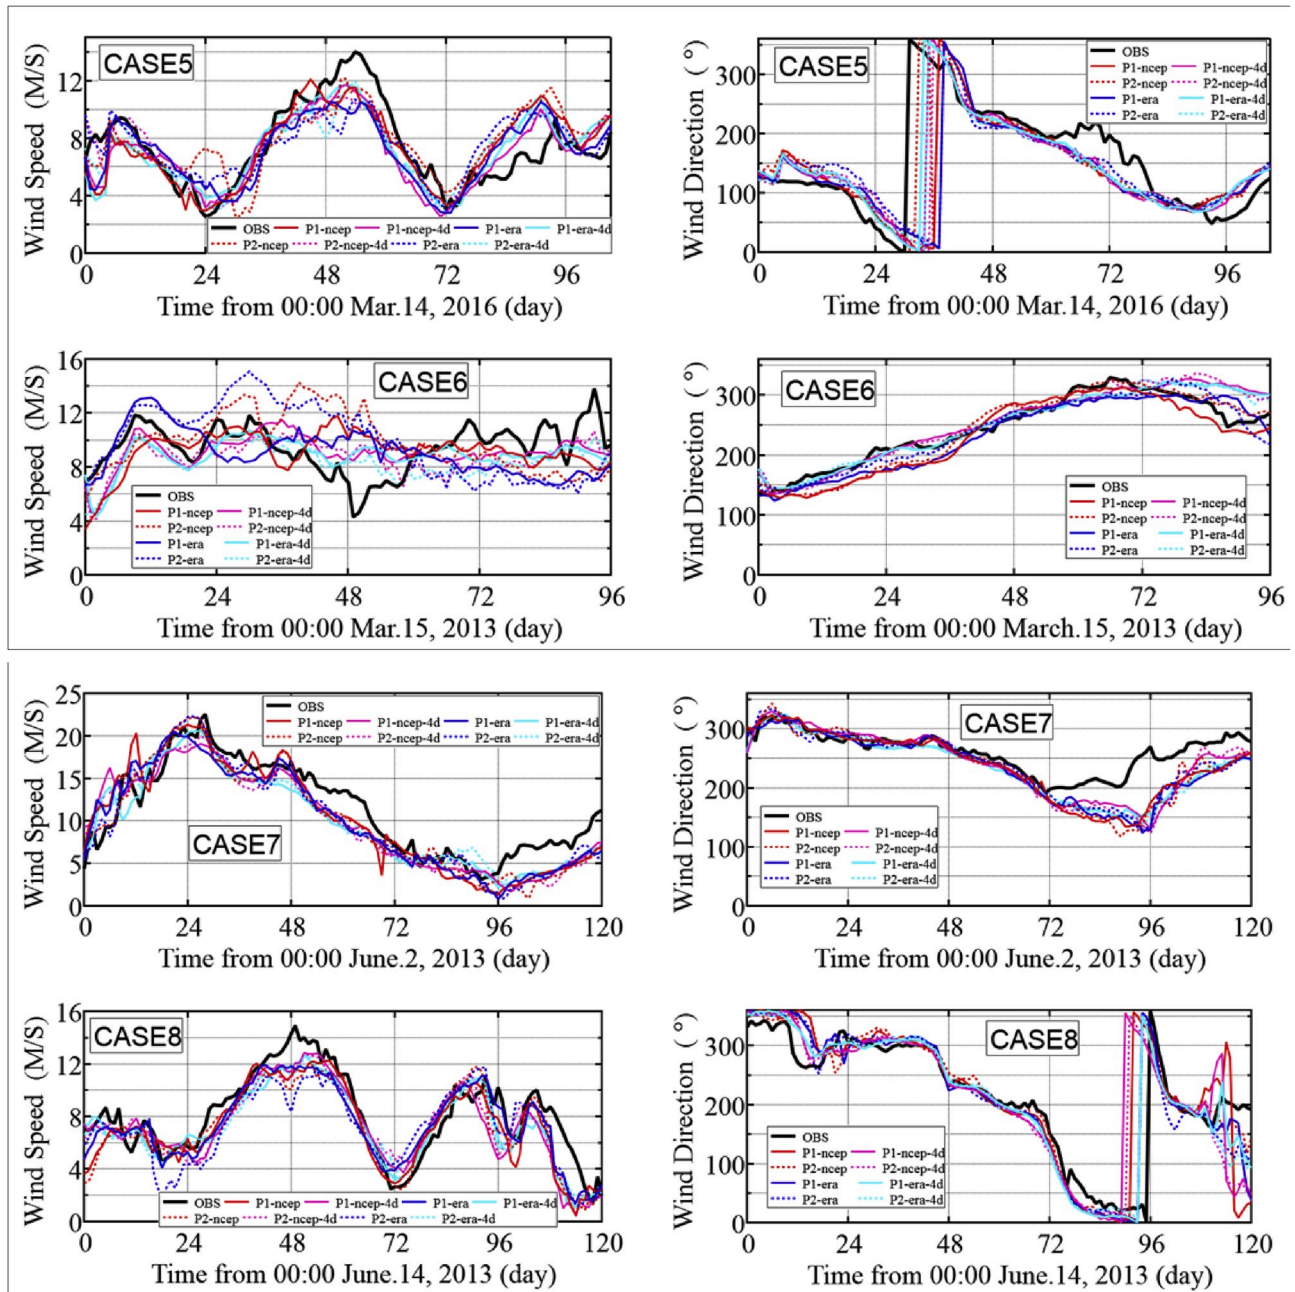 Wind Speed (M/S)
CASE5
12
8
4
0
OBS P1-ncep P1-ncep-4d P1-era P1-era-4d
P2-ncep P2-ncep-4d P2-era P2-era-4d
0 24 48 72 96
Time from 00:00 Mar.14, 2016 (day)
Wind Direction ( ° )
CASE5
300
200
100
0
OBS
P1-ncep P1-ncep-4d
P2-ncep P2-ncep-4d
P1-era P1-era-4d
P2-era P2-era-4d
0 24 48 72 96
Time from 00:00 Mar.14, 2016 (day)
Wind Speed (M/S)
CASE6
16
12
8
4
0
OBS
P1-ncep P1-ncep-4d
P2-ncep P2-ncep-4d
P1-era P1-era-4d
P2-era P2-era-4d
0 24 48 72 96
Time from 00:00 Mar.15, 2013 (day)
Wind Direction ( ° )
CASE6
300
200
100
0
OBS
P1-ncep P1-ncep-4d
P2-ncep P2-ncep-4d
P1-era P1-era-4d
P2-era P2-era-4d
0 24 48 72 96
Time from 00:00 March.15, 2013 (day)
Wind Speed (M/S)
25
20
15
10
5
0
OBS
P1-ncep P1-ncep-4d P1-era P1-era-4d
P2-ncep P2-ncep-4d P2-era P2-era-4d
CASE7
0 24 48 72 96 120
Time from 00:00 June.2, 2013 (day)
Wind Direction ( ° )
CASE7
300
200
100
0
OBS
P1-ncep P1-ncep-4d
P2-ncep P2-ncep-4d
P1-era P1-era-4d
P2-era P2-era-4d
0 24 48 72 96 120
Time from 00:00 June.2, 2013 (day)
Wind Speed (M/S)
CASE8
16
12
8
4
0
OBS P1-ncep P1-ncep-4d P1-era P1-era-4d
P2-ncep P2-ncep-4d P2-era P2-era-4d
0 24 48 72 96 120
Time from 00:00 June.14, 2013 (day)
Wind Direction ( ° )
CASE8
300
200
100
0
OBS
P1-ncep P1-ncep-4d
P2-ncep P2-ncep-4d
P1-era P1-era-4d
P2-era P2-era-4d
0 24 48 72 96 120
Time from 00:00 June.14, 2013 (day)